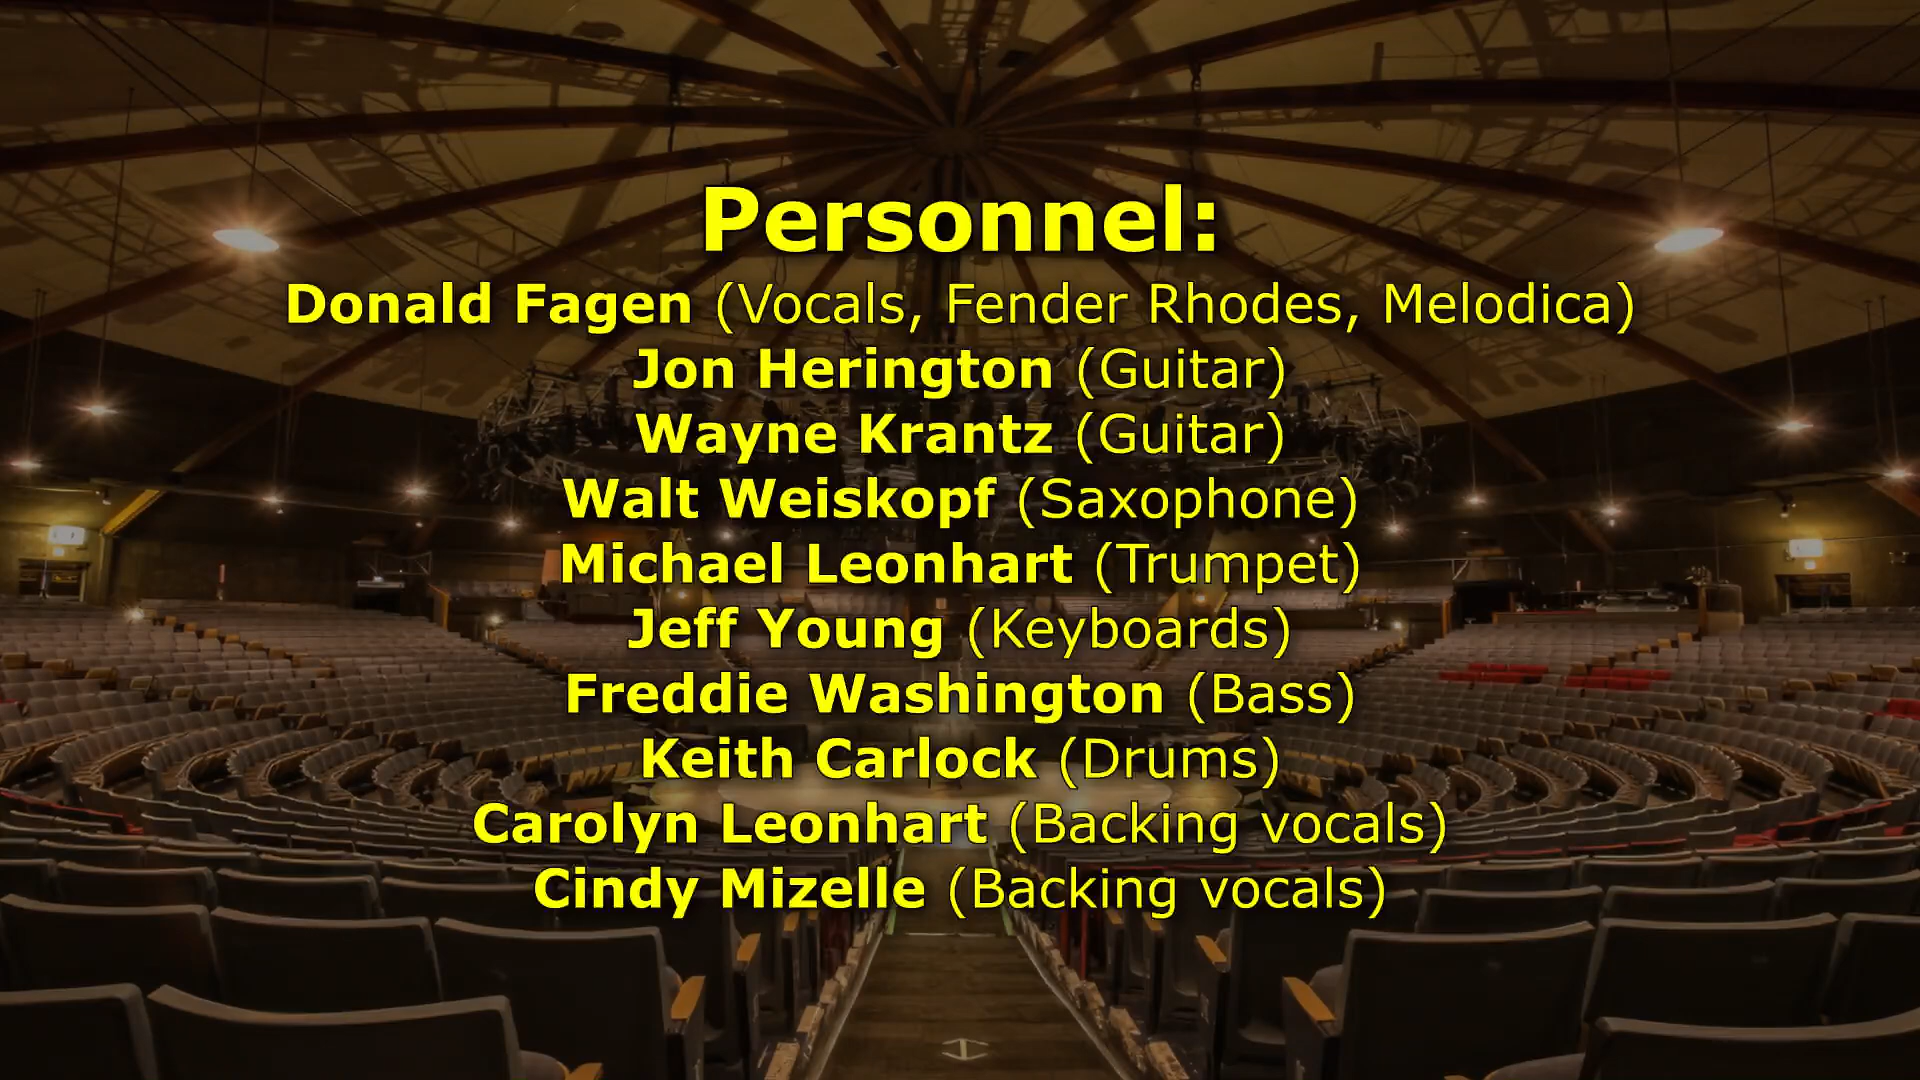 Personnel:
Donald Fagen (Vocals, Fender Rhodes, Melodica)
Jon Herington (Guitar)
Wayne Krantz (Guitar)
Walt Weiskopf (Saxophone)
Michael Leonhart (Trumpet)
Jeff Young (Keyboards)
Freddie Washington (Bass)
Keith Carlock (Drums)
Carolyn Leonhart (Backing vocals)
Cindy Mizelle (Backing vocals)